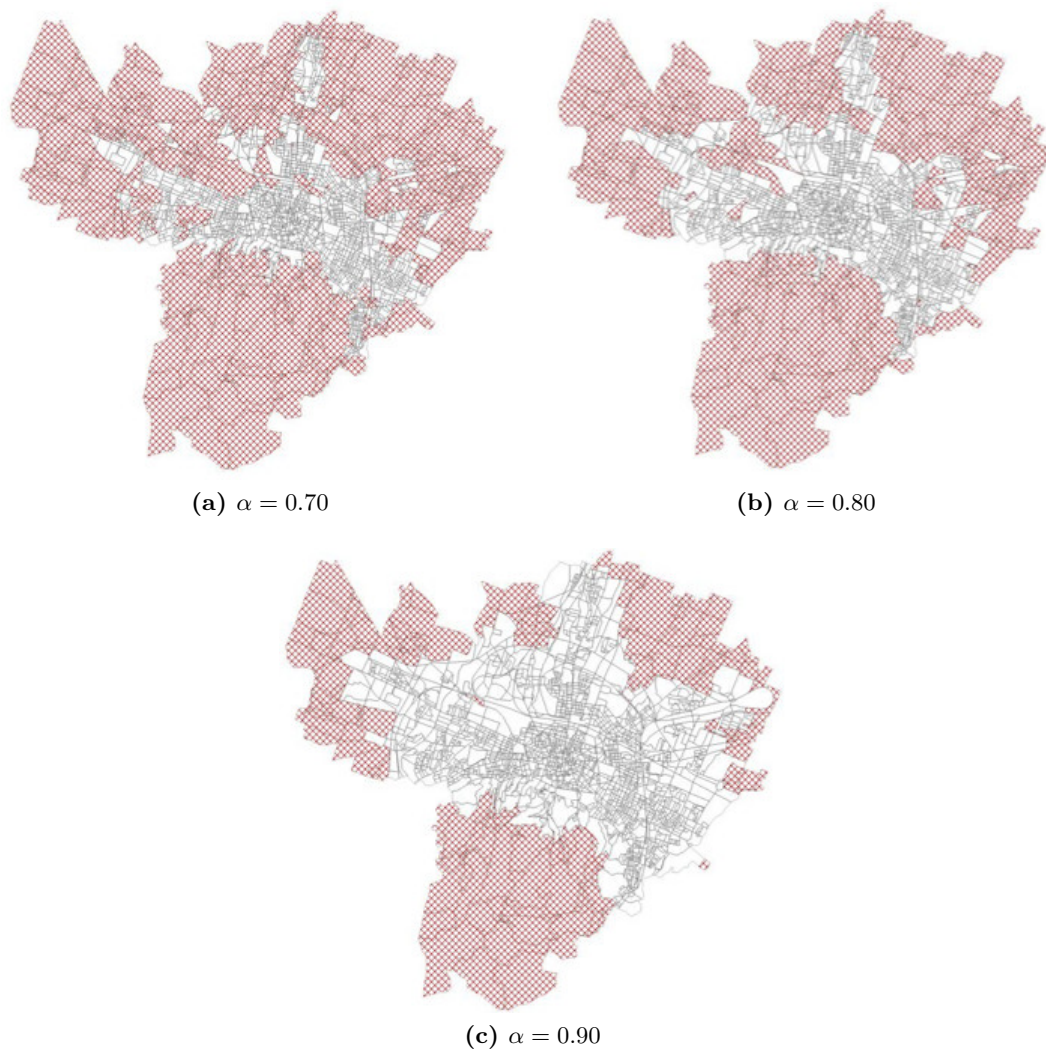 (a) α = 0.70
(b) α = 0.80
(c) α = 0.90